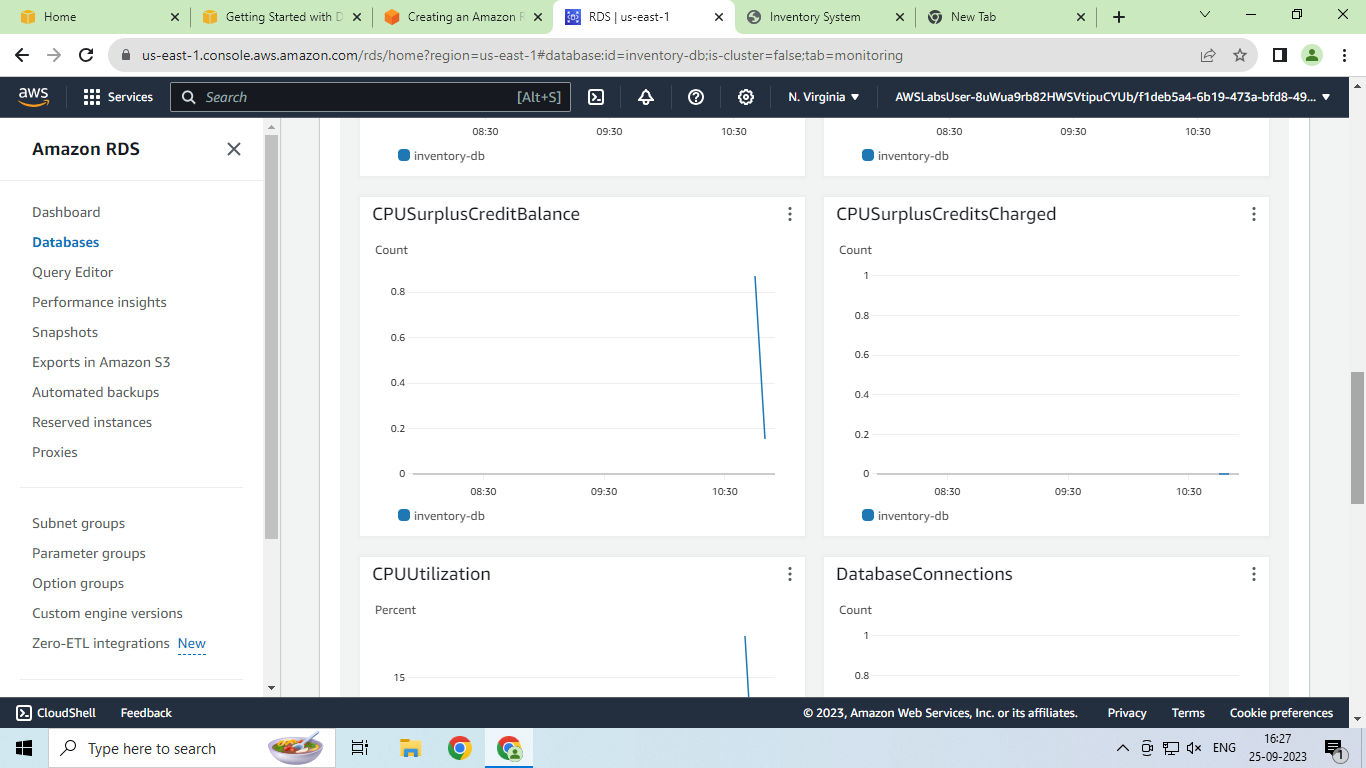 Home
Getting Started with D
Creating an Amazon R
RDS | us-east-1
Inventory System
New Tab
us-east-1.console.aws.amazon.com/rds/home?region=us-east-1#database:id=inventory-db;is-cluster=false;tab=monitoring
aws
Services
Search
[Alt+S]
N. Virginia
AWSLabsUser-8uWua9rb82HWSVtipuCYUb/f1deb5a4-6b19-473a-bfd8-49...
Amazon RDS
Dashboard
Databases
Query Editor
Performance insights
Snapshots
Exports in Amazon S3
Automated backups
Reserved instances
Proxies
Subnet groups
Parameter groups
Option groups
Custom engine versions
Zero-ETL integrations New
08:30 09:30 10:30
inventory-db
08:30 09:30 10:30
inventory-db
CPUSurplusCreditBalance
Count
0.8
0.6
0.4
0.2
0
08:30 09:30 10:30
inventory-db
CPUSurplusCreditsCharged
Count
1
0.8
0.6
0.4
0.2
0
08:30 09:30 10:30
inventory-db
CPUUtilization
Percent
15
DatabaseConnections
Count
1
0.8
CloudShell
Feedback
© 2023, Amazon Web Services, Inc. or its affiliates.
Privacy
Terms
Cookie preferences
Type here to search
ENG
16:27
25-09-2023
1